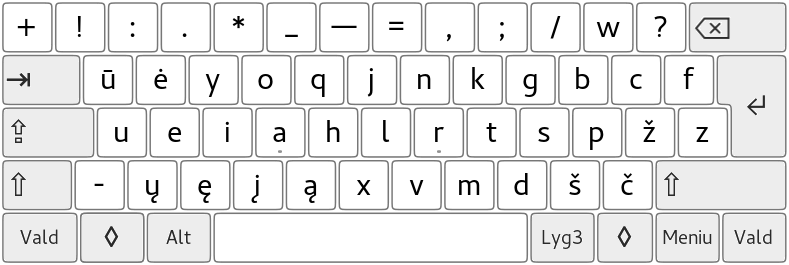 + ! : . * _ — = , ; / w ?
ū ė y o q j n k g b c f
u e i a h l r t s p ž z
- ų ę į ą x v m d š č
Vald Alt Lyg3 Meniu Vald